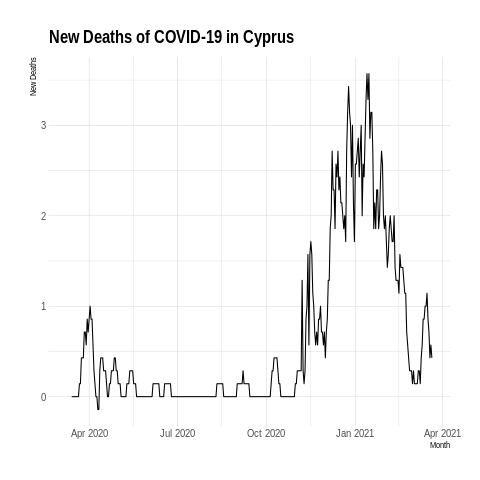 New Deaths of COVID-19 in Cyprus
New Deaths
3
2
1
0
Apr 2020 Jul 2020 Oct 2020 Jan 2021 Apr 2021
Month